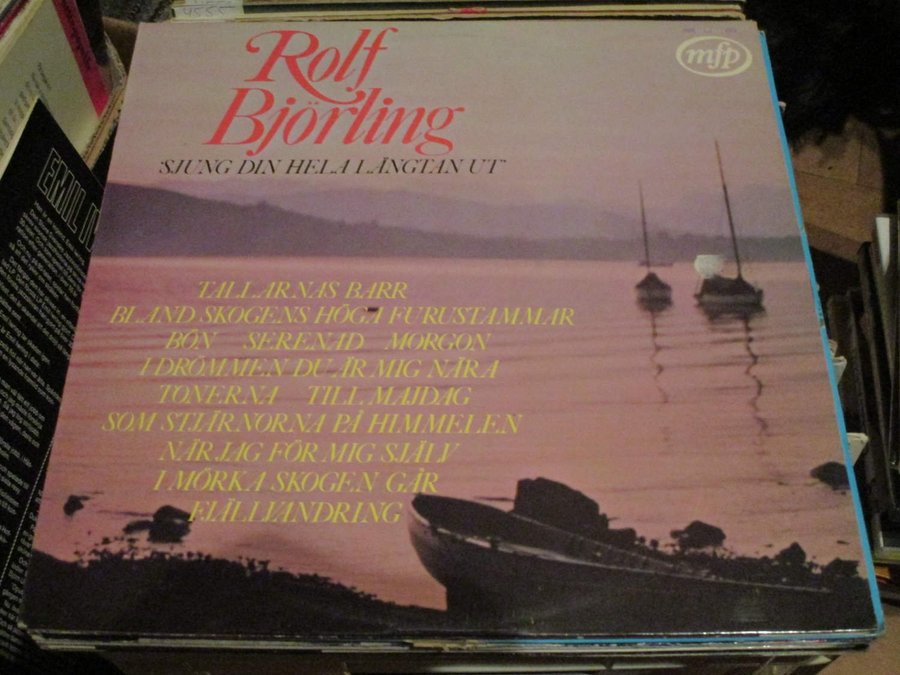 Rolf
Björling
mfp
'SJUNG DIN HELA LÄNGTAN UT'
TALLARNAS BARR
BLAND SKOGENS HÖGA FURUSTAMMAR
BÖN SERENAD MORGON
I DRÖMMEN DU ÄR MIG NÄRA
TONERNA TILL MAJDAG
SOM STJÄRNORNA PÅ HIMMELEN
NÄR JAG FÖR MIG SJÄLV
I MÖRKA SKOGEN GÅR
FJÄLLVANDRING
EMIL